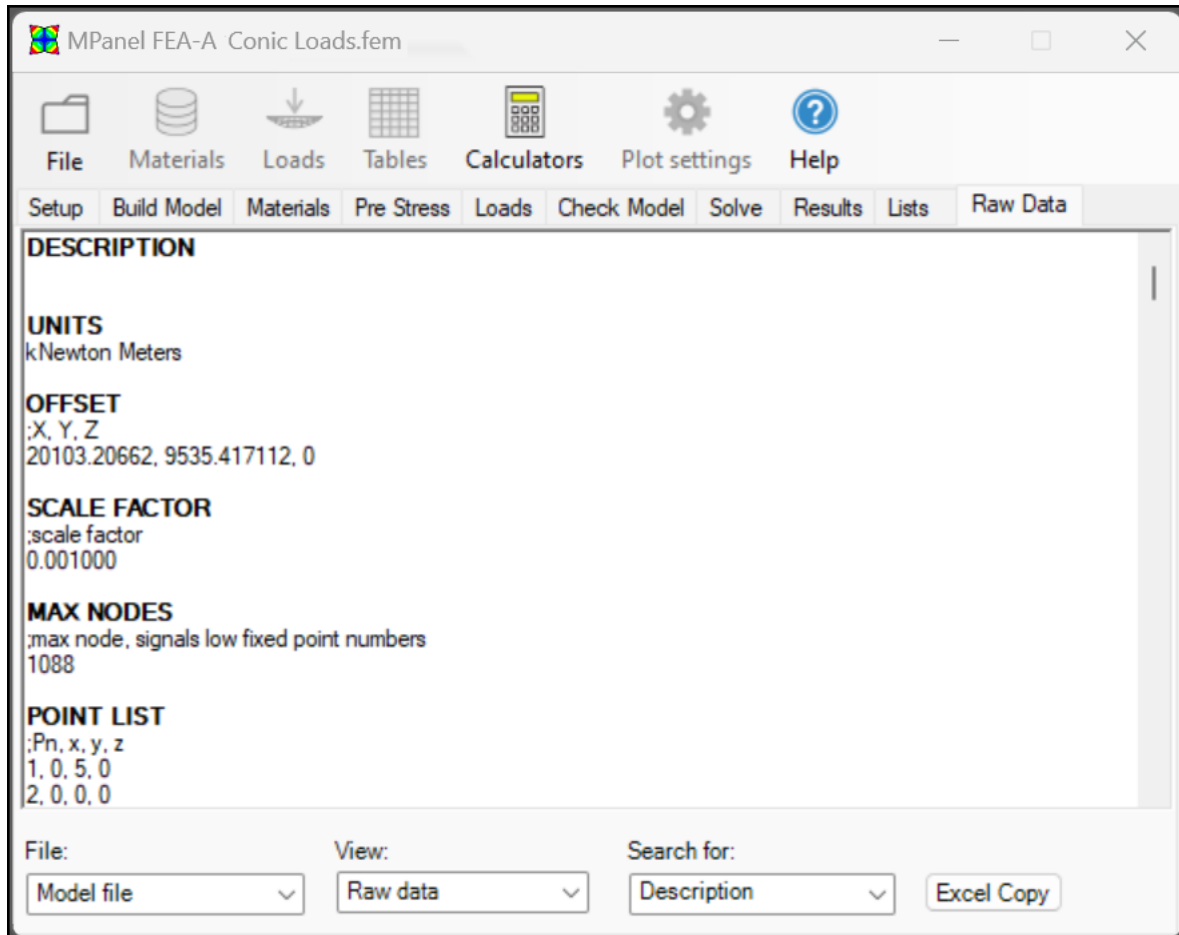 MPanel FEA-A Conic Loads.fem
File Materials Loads Tables Calculators Plot settings Help
Setup Build Model Materials Pre Stress Loads Check Model Solve Results Lists Raw Data
DESCRIPTION
UNITS
kNewton Meters
OFFSET
;X, Y, Z
20103.20662, 9535.417112, 0
SCALE FACTOR
;scale factor
0.001000
MAX NODES
;max node, signals low fixed point numbers
1088
POINT LIST
;Pn, x, y, z
1, 0, 5, 0
2, 0, 0, 0
File: View: Search for:
Model file Raw data Description Excel Copy